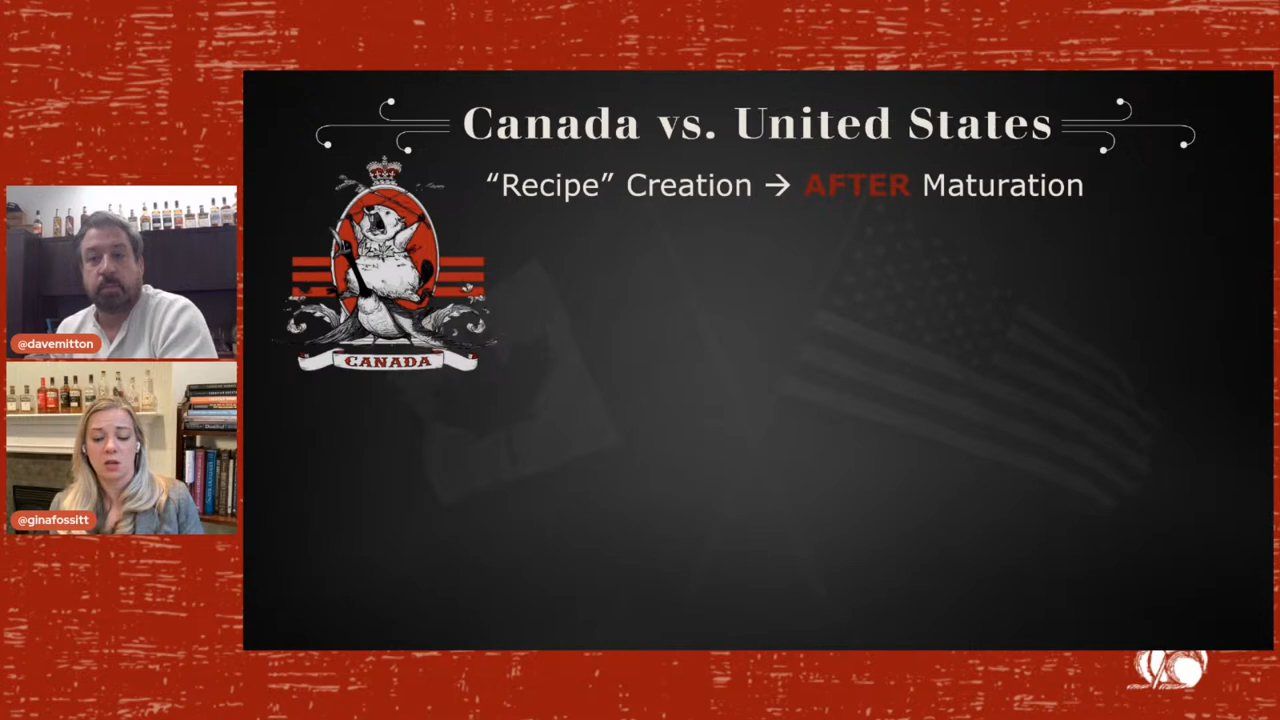 Canada vs. United States
“Recipe” Creation → AFTER Maturation
CANADA
@davemitton
@ginafossitt